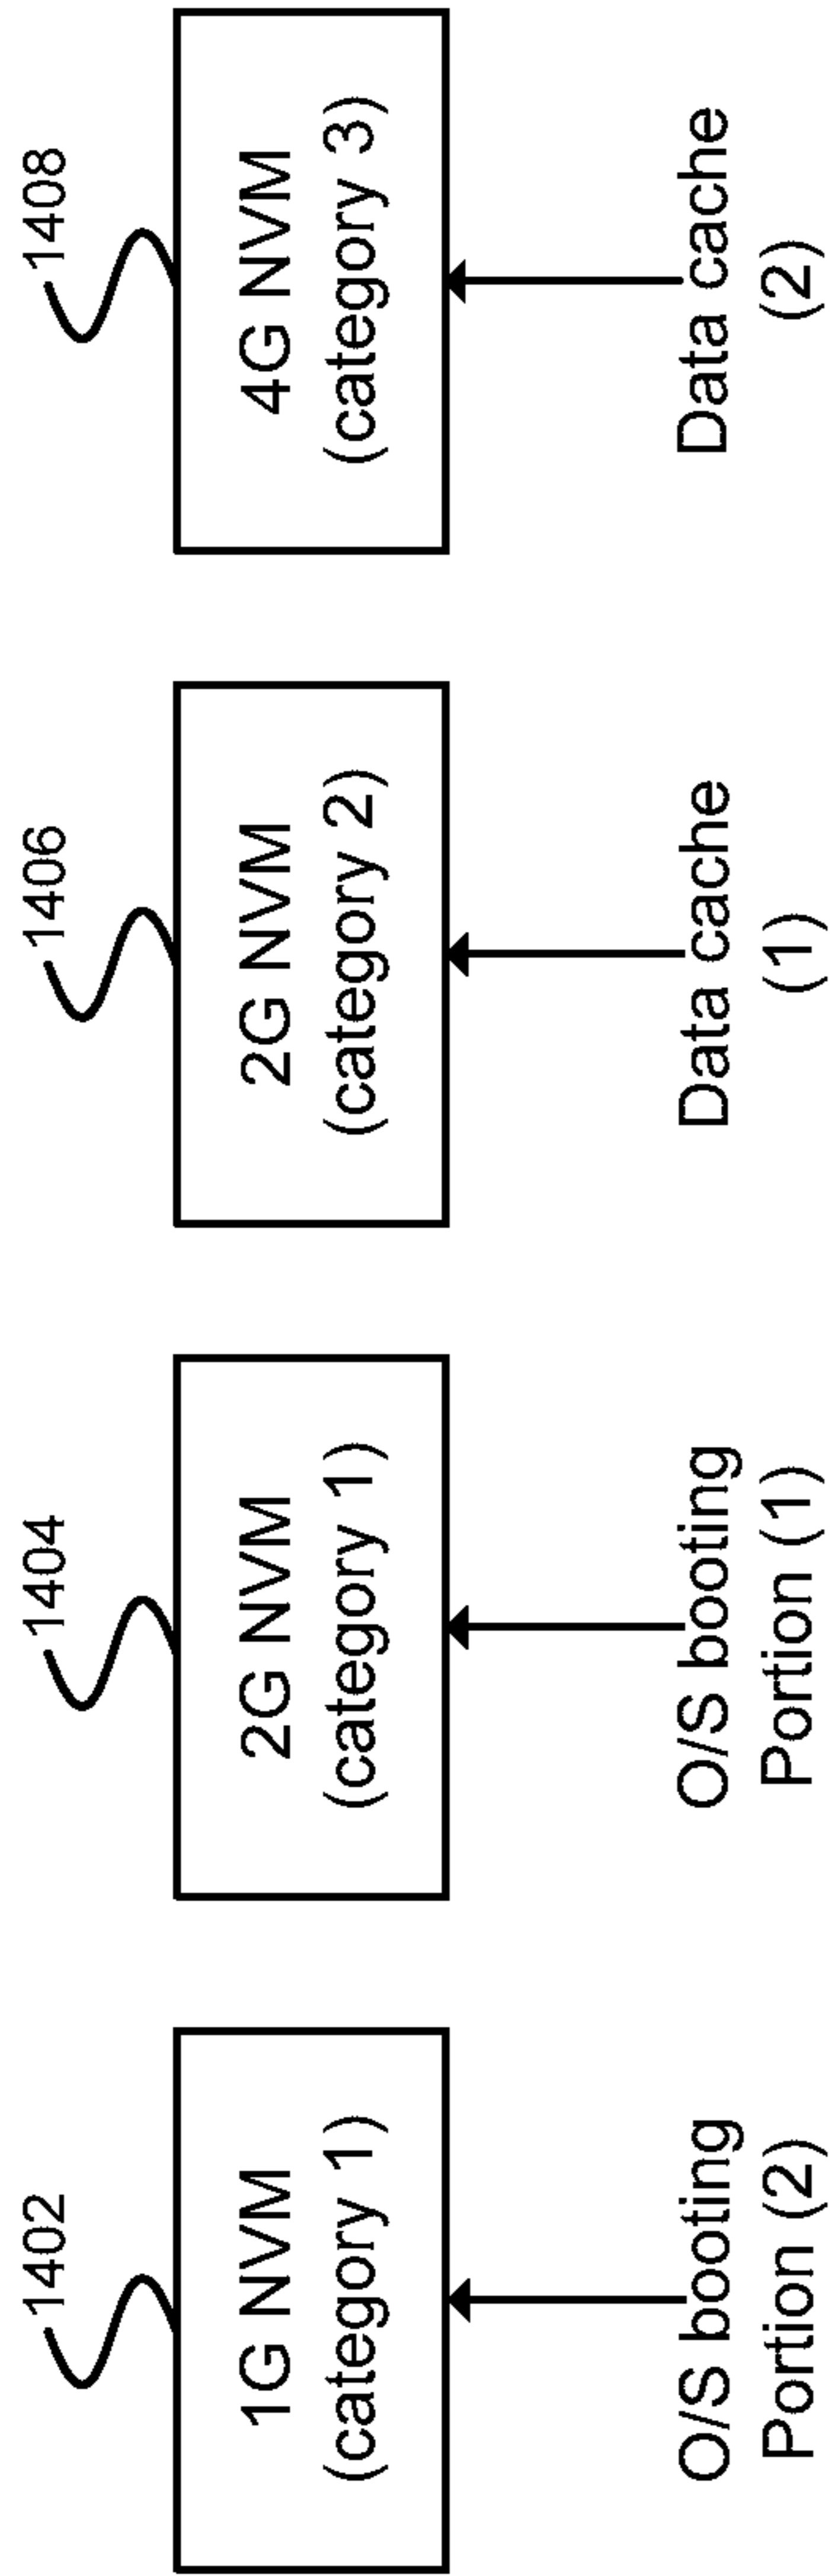 1402
1G NVM
(category 1)
O/S booting
Portion (2)
1404
2G NVM
(category 1)
O/S booting
Portion (1)
1406
2G NVM
(category 2)
Data cache
(1)
1408
4G NVM
(category 3)
Data cache
(2)